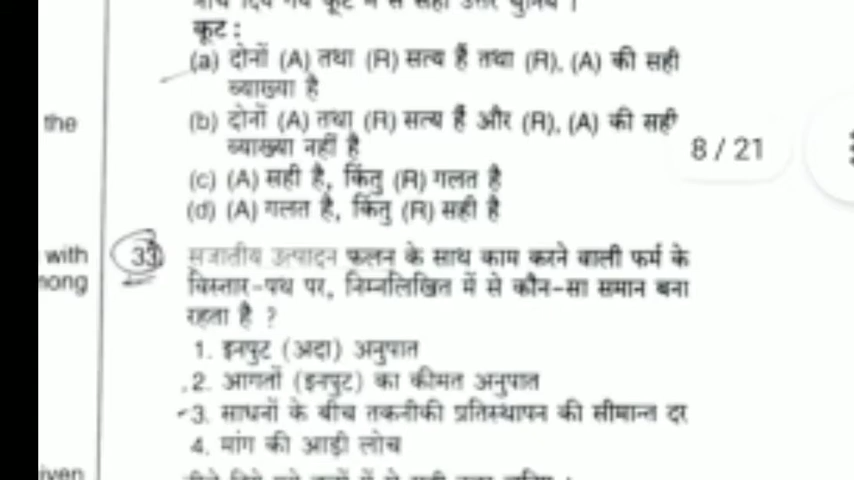 कूट :
(a) दोनों (A) तथा (R) सत्य हैं तथा (R), (A) की सही
व्याख्या है
the
(b) दोनों (A) तथा (R) सत्य हैं और (R), (A) की सही
व्याख्या नहीं है
8 / 21
(c) (A) सही है, किंतु (R) गलत है
(d) (A) गलत है, किंतु (R) सही है
with
33 सजातीय उत्पादन फलन के साथ काम करने वाली फर्म के
विस्तार-पथ पर, निम्नलिखित में से कौन-सा समान बना
रहता है ?
1. इनपुट (अदा) अनुपात
2. आगतों (इनपुट) का कीमत अनुपात
3. साधनों के बीच तकनीकी प्रतिस्थापन की सीमान्त दर
4. मांग की आड़ी लोच